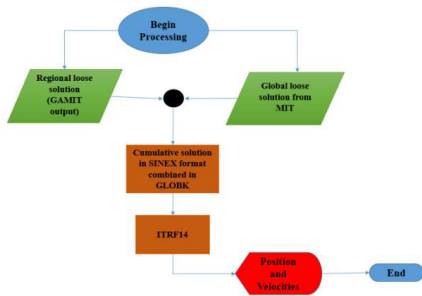 Begin
Processing
Regional loose
solution
(GAMIT
output)
Global loose
solution from
MIT
Cumulative solution
in SINEX format
combined in
GLOBK
ITRF14
Position
and
Velocities
End